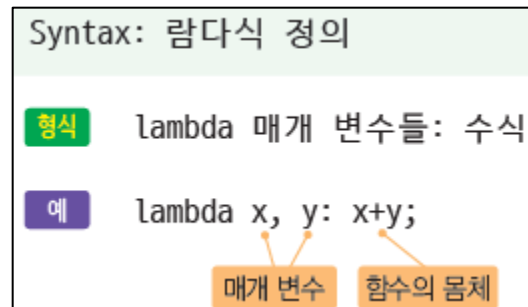 Syntax: 람다식 정의
형식 lambda 매개 변수들: 수식
예 lambda x, y: x+y;
매개 변수 함수의 몸체